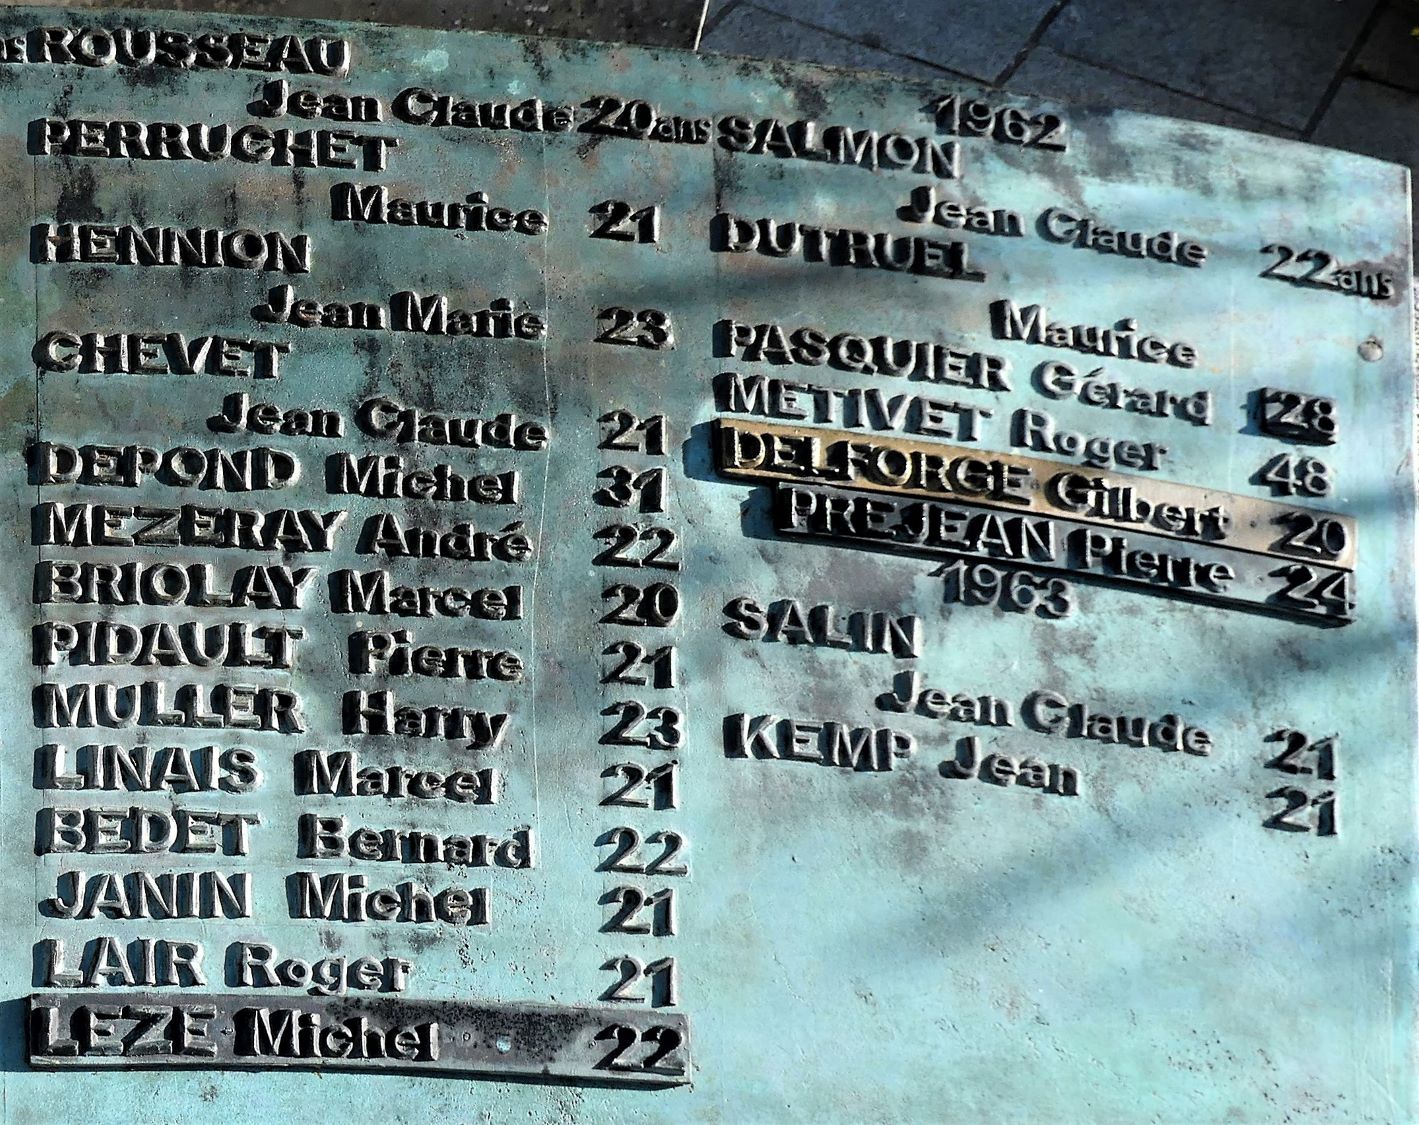 ans ROUSSEAU
Jean Claude 20ans
PERRUCHET
Maurice 21
HENNION
Jean Marie 23
CHEVET
Jean Claude 21
DEPOND Michel 31
MEZERAY André 22
BRIOLAY Marcel 20
PIDAULT Pierre 21
MULLER Harry 23
LINAIS Marcel 21
BEDET Bernard 22
JANIN Michel 21
LAIR Roger 21
LEZE Michel 22
1962
SALMON
Jean Claude 22ans
DUTRUEL
Maurice 28
PASQUIER Gérard
METIVET Roger 48
DELFORGE Gilbert 20
PREJEAN Pierre 24
1963
SALIN
Jean Claude 21
KEMP Jean 21